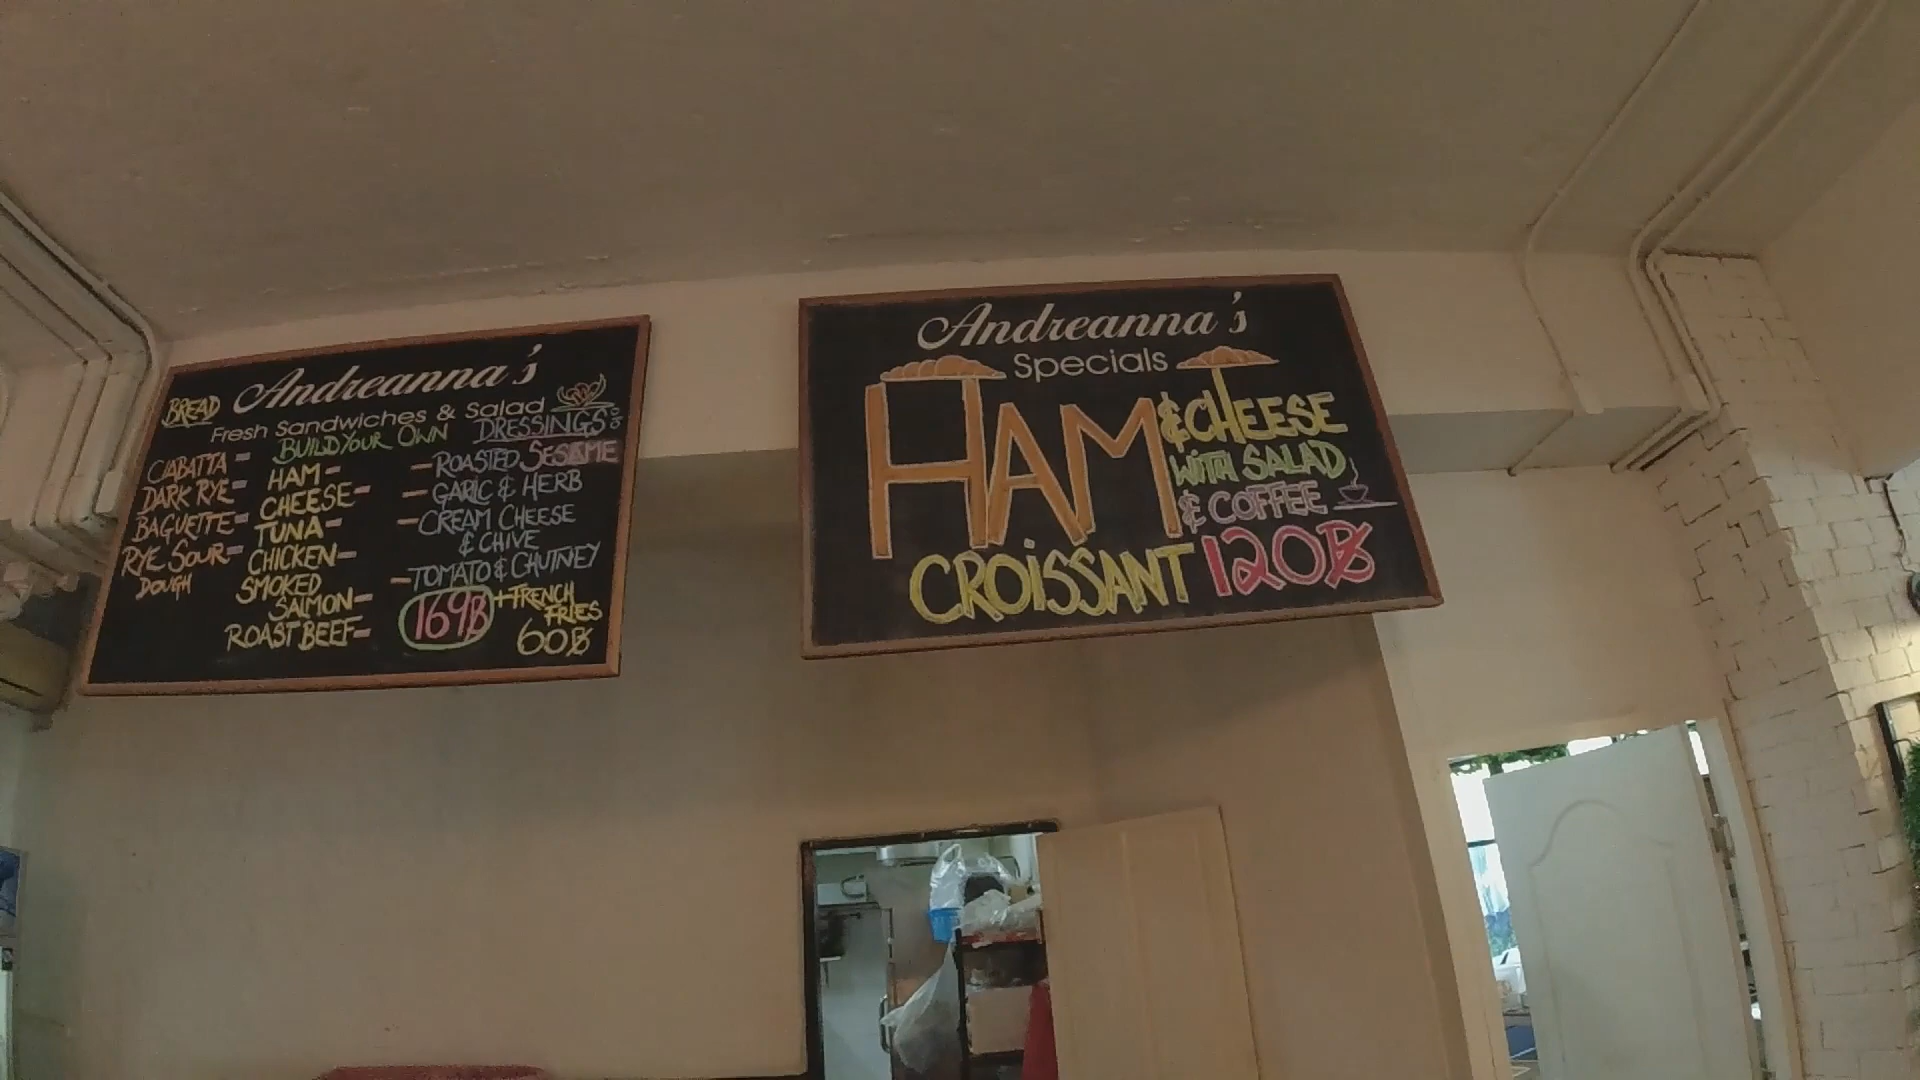 Andreanna's
Fresh Sandwiches & Salad
BREAD
CIABATTA -
DARK RYE -
BAGUETTE -
RYE SOUR -
DOUGH
BUILD YOUR OWN
HAM -
CHEESE -
TUNA -
CHICKEN -
SMOKED
SALMON -
ROAST BEEF -
DRESSINGS:
- ROASTED SESAME
- GARLIC & HERB
- CREAM CHEESE
& CHIVE
- TOMATO & CHUTNEY
169฿
+ FRENCH
FRIES
60฿
Andreanna's
Specials
HAM
& CHEESE
WITH SALAD
& COFFEE
CROISSANT 120฿